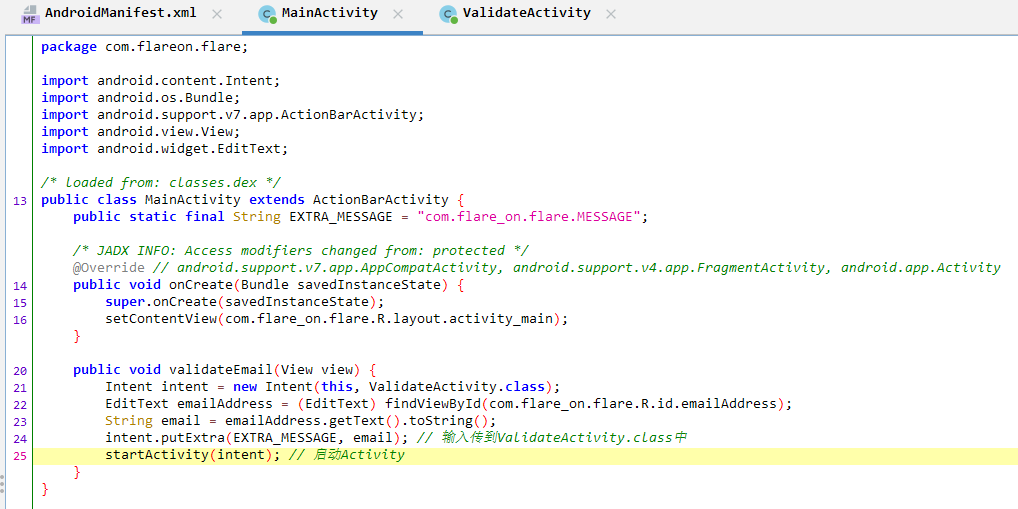 MF AndroidManifest.xml C MainActivity C ValidateActivity
package com.flareon.flare;
import android.content.Intent;
import android.os.Bundle;
import android.support.v7.app.ActionBarActivity;
import android.view.View;
import android.widget.EditText;
/* loaded from: classes.dex */
13 public class MainActivity extends ActionBarActivity {
public static final String EXTRA_MESSAGE = "com.flare_on.flare.MESSAGE";
/* JADX INFO: Access modifiers changed from: protected */
@Override // android.support.v7.app.AppCompatActivity, android.support.v4.app.FragmentActivity, android.app.Activity
14 public void onCreate(Bundle savedInstanceState) {
15 super.onCreate(savedInstanceState);
16 setContentView(com.flare_on.flare.R.layout.activity_main);
}
20 public void validateEmail(View view) {
21 Intent intent = new Intent(this, ValidateActivity.class);
22 EditText emailAddress = (EditText) findViewById(com.flare_on.flare.R.id.emailAddress);
23 String email = emailAddress.getText().toString();
24 intent.putExtra(EXTRA_MESSAGE, email); // 输入传到ValidateActivity.class中
25 startActivity(intent); // 启动Activity
}
}